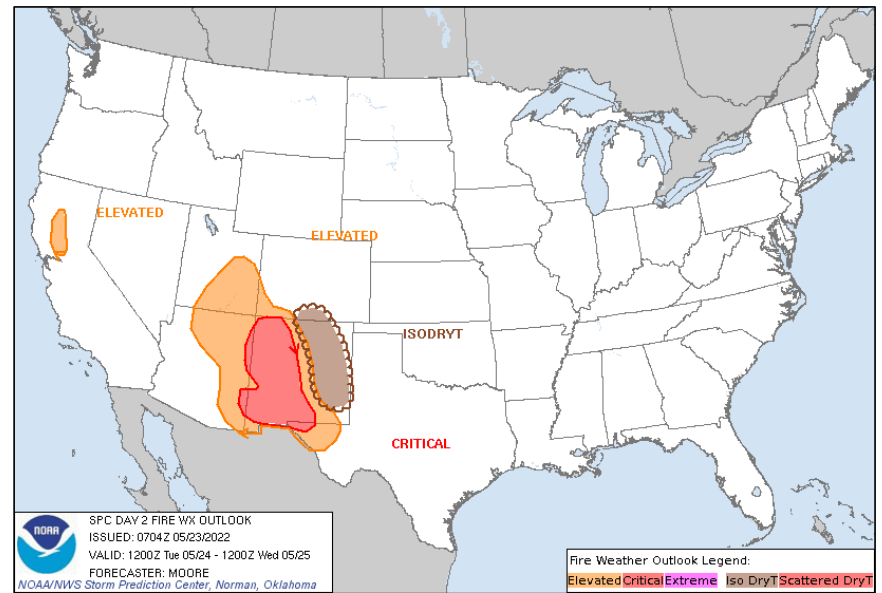 ELEVATED
ELEVATED
ISODRYT
CRITICAL
NOAA
SPC DAY 2 FIRE WX OUTLOOK
ISSUED: 0704Z 05/23/2022
VALID: 1200Z Tue 05/24 - 1200Z Wed 05/25
FORECASTER: MOORE
NOAA/NWS Storm Prediction Center, Norman, Oklahoma
Fire Weather Outlook Legend:
Elevated Critical Extreme Iso DryT Scattered DryT